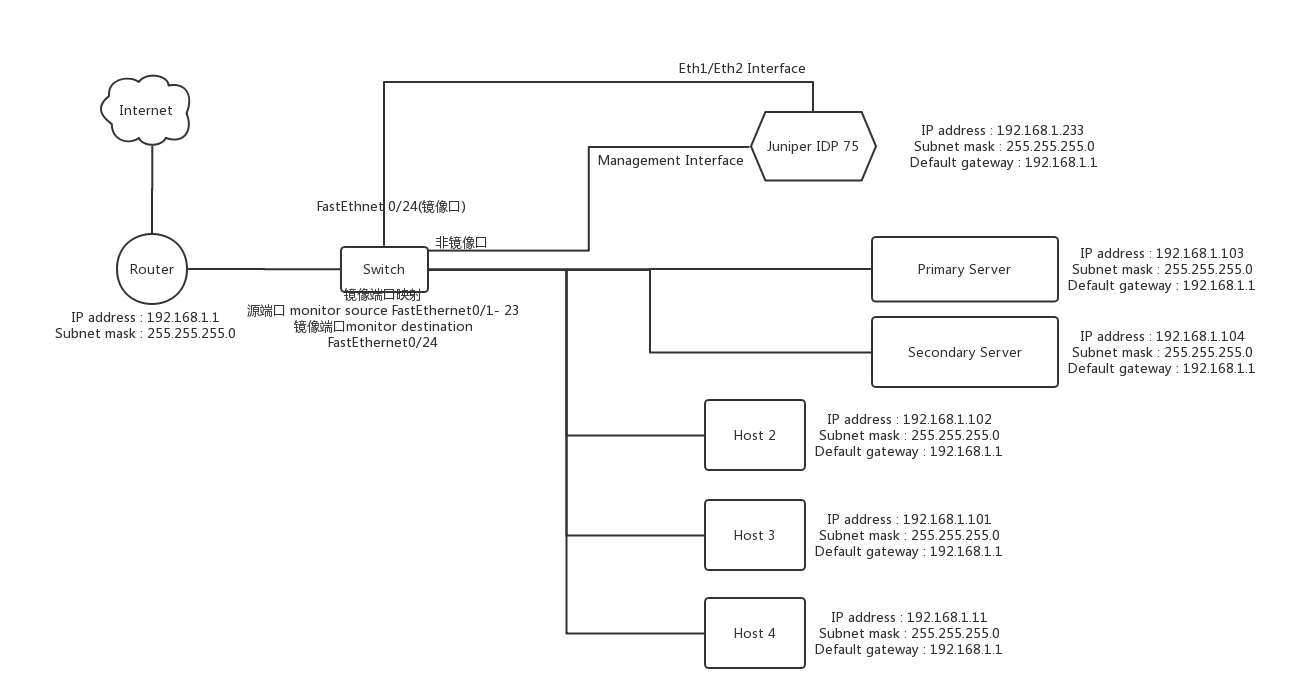 Eth1/Eth2 Interface
Internet
Juniper IDP 75
IP address : 192.168.1.233
Subnet mask : 255.255.255.0
Default gateway : 192.168.1.1
Management Interface
FastEthnet 0/24(镜像口)
非镜像口
Router
Switch
IP address : 192.168.1.1
Subnet mask : 255.255.255.0
镜像端口映射
源端口 monitor source FastEthernet0/1- 23
镜像端口monitor destination
FastEthernet0/24
Primary Server
IP address : 192.168.1.103
Subnet mask : 255.255.255.0
Default gateway : 192.168.1.1
Secondary Server
IP address : 192.168.1.104
Subnet mask : 255.255.255.0
Default gateway : 192.168.1.1
Host 2
IP address : 192.168.1.102
Subnet mask : 255.255.255.0
Default gateway : 192.168.1.1
Host 3
IP address : 192.168.1.101
Subnet mask : 255.255.255.0
Default gateway : 192.168.1.1
Host 4
IP address : 192.168.1.11
Subnet mask : 255.255.255.0
Default gateway : 192.168.1.1